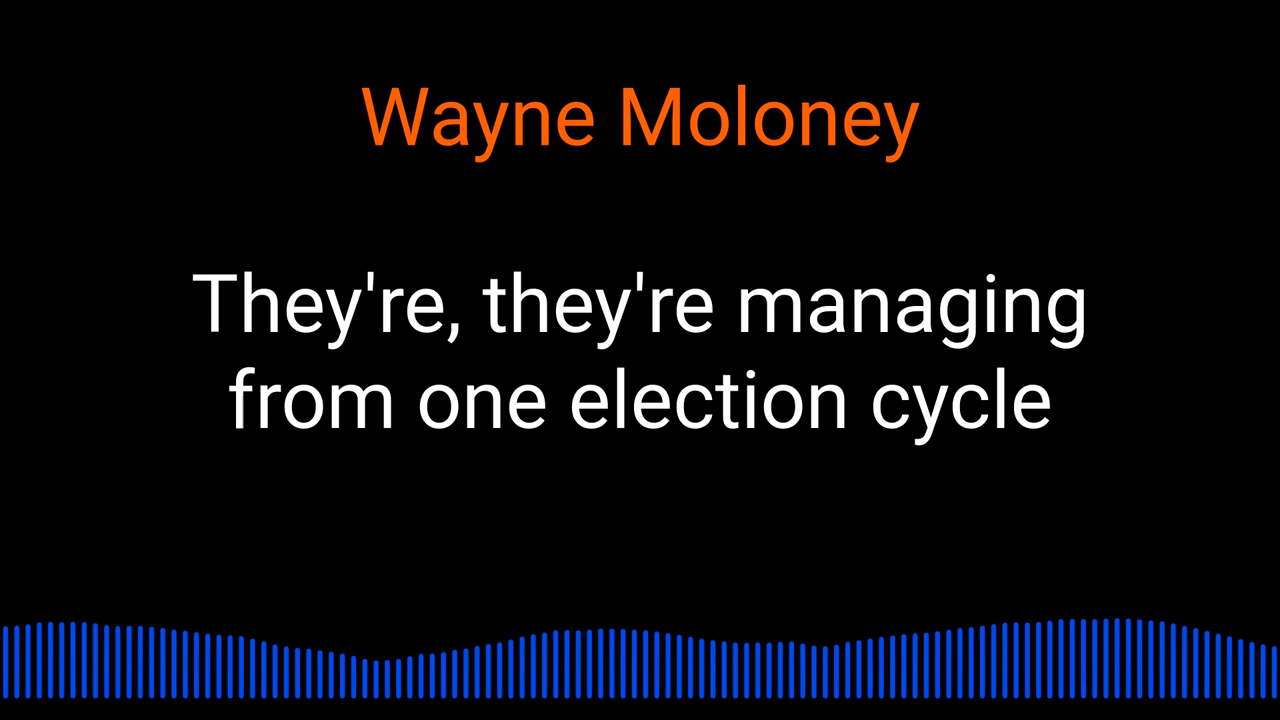 Wayne Moloney
They're, they're managing
from one election cycle